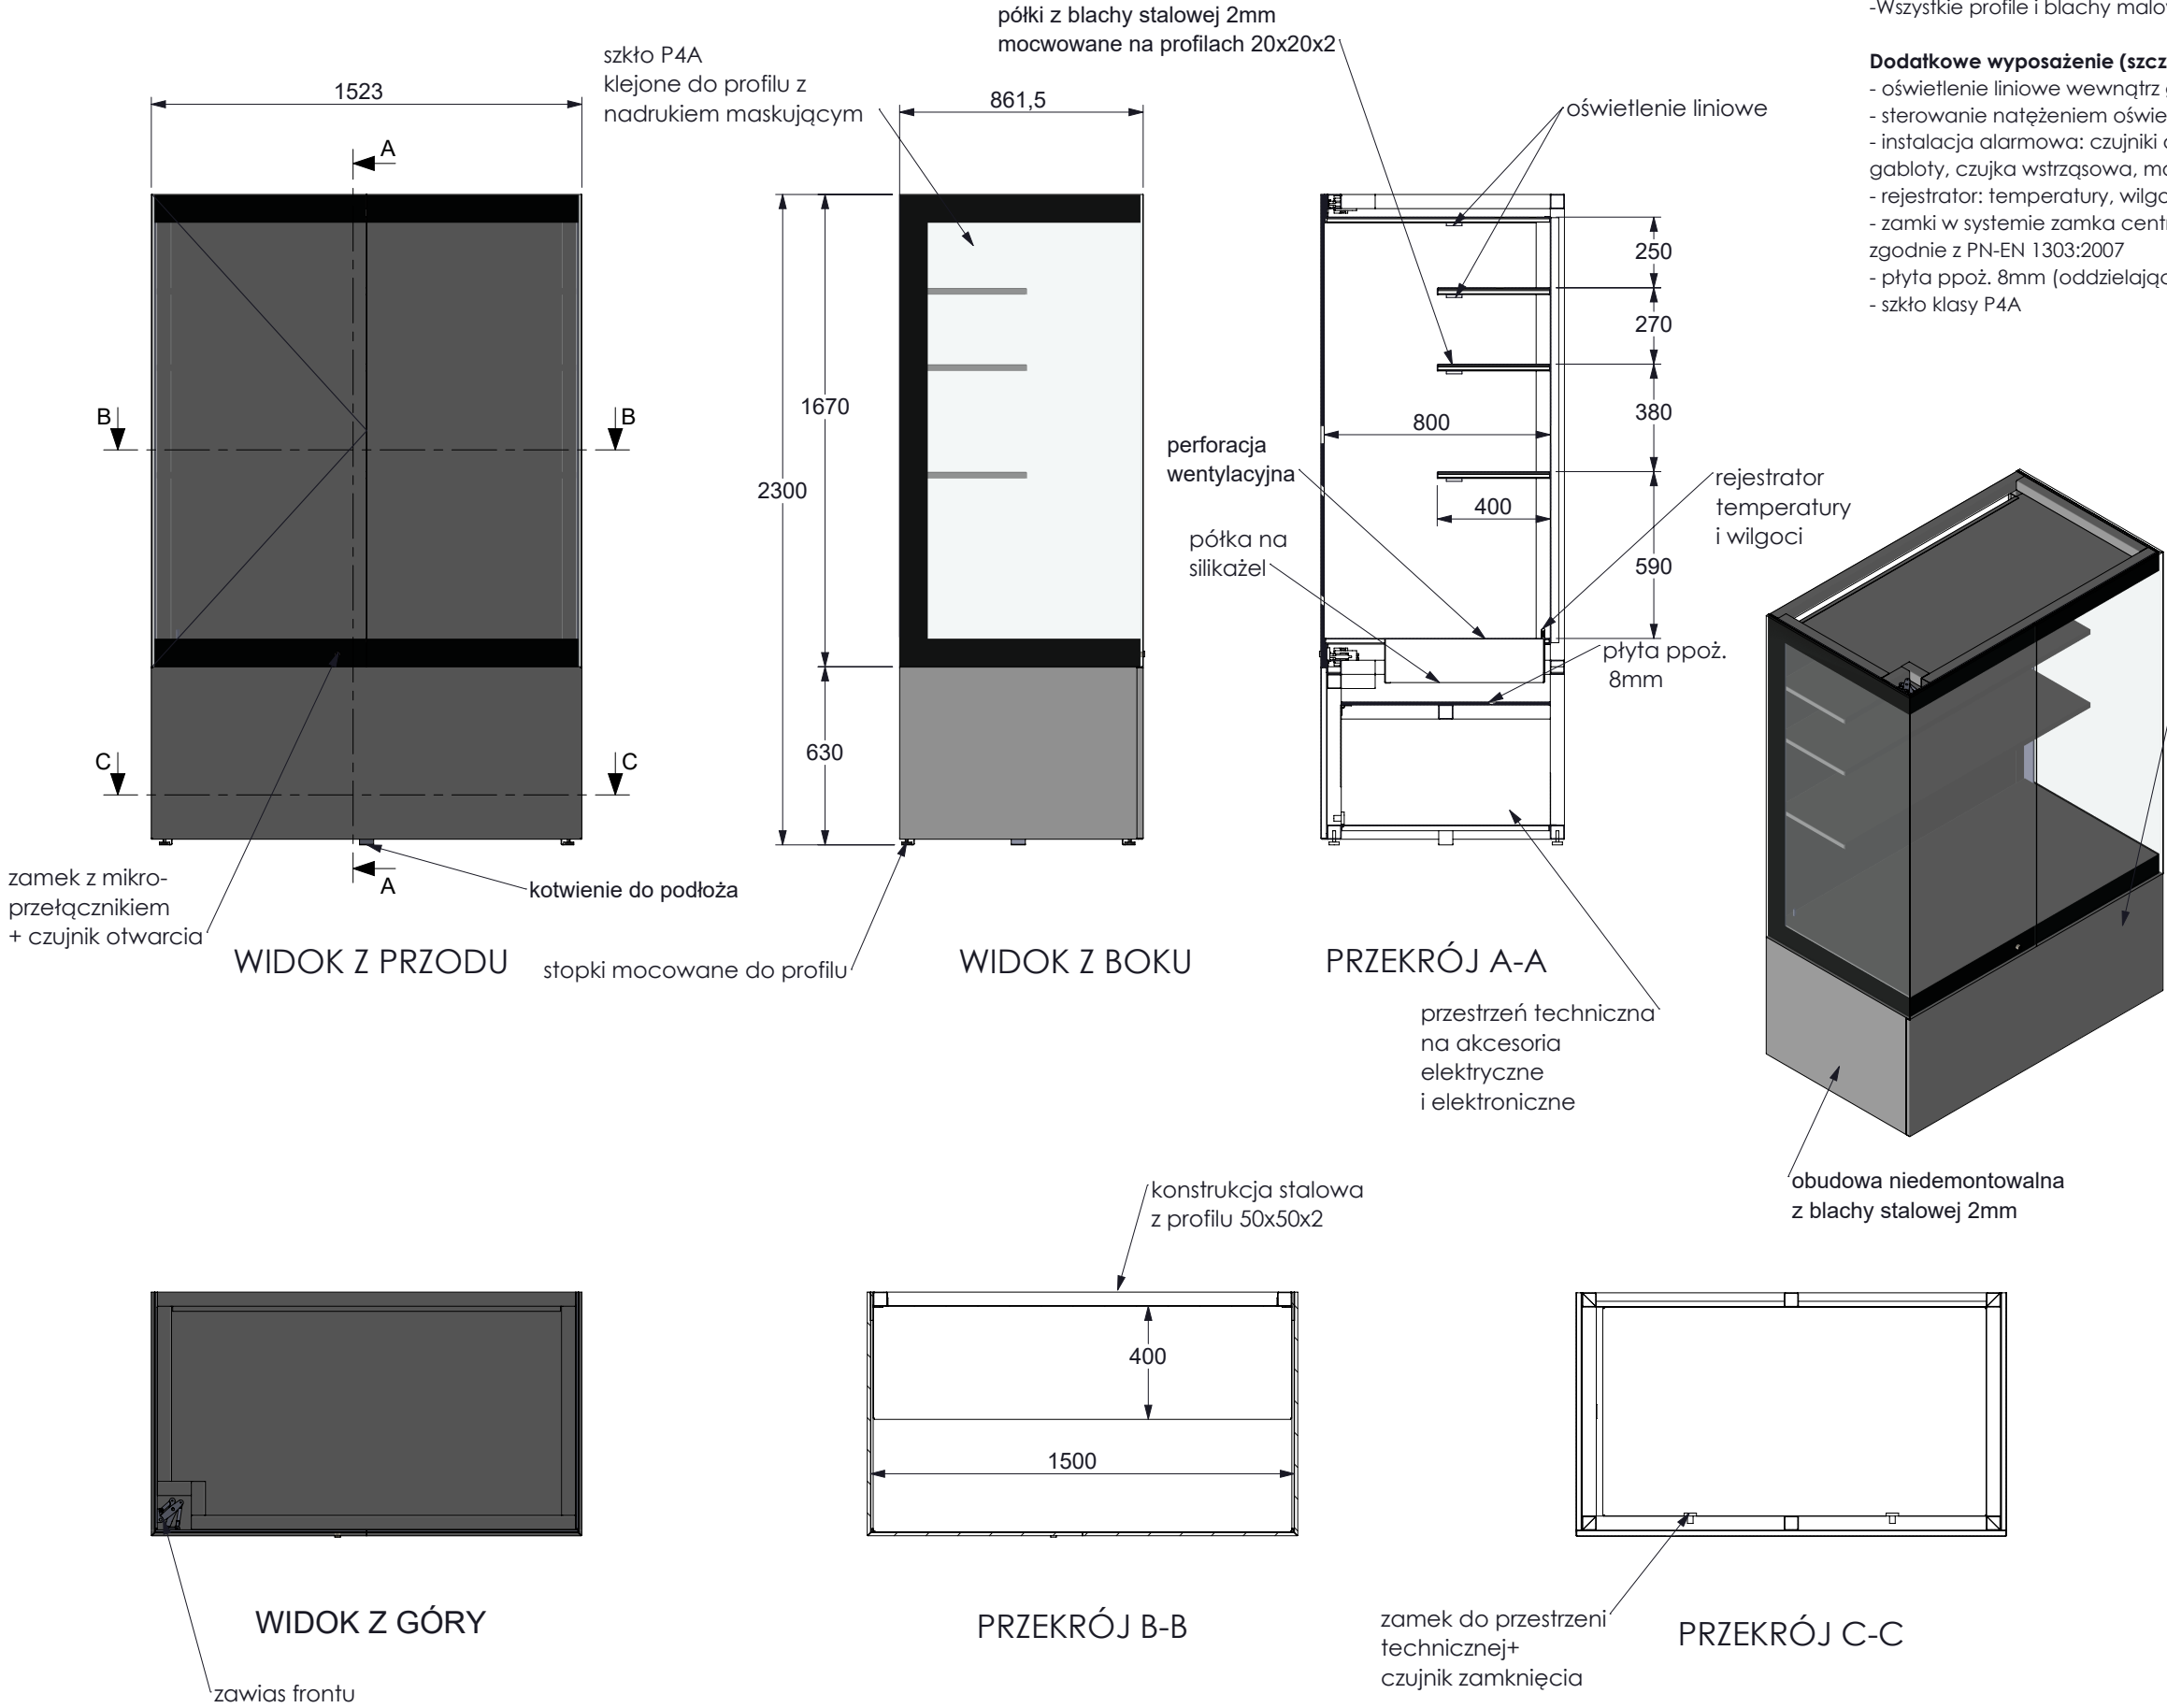 półki z blachy stalowej 2mm
mocwowane na profilach 20x20x2
szkło P4A
klejone do profilu z
nadrukiem maskującym
-Wszystkie profile i blachy
Dodatkowe wyposażenie
- oświetlenie liniowe wewnątrz
- sterowanie natężeniem
- instalacja alarmowa: czujniki
gabloty, czujka wstrząsowa,
- rejestrator: temperatury,
- zamki w systemie zamka
zgodnie z PN-EN 1303:2007
- płyta ppoż. 8mm
- szkło klasy P4A
1523
861,5
oświetlenie liniowe
A
B
B
C
C
A
2300
1670
630
250
270
380
590
800
400
perforacja
wentylacyjna
półka na
silikażel
rejestrator
temperatury
i wilgoci
płyta ppoż.
8mm
zamek z mikro-
przełącznikiem
+ czujnik otwarcia
kotwienie do podłoża
stopki mocowane do profilu
WIDOK Z PRZODU
WIDOK Z BOKU
PRZEKRÓJ A-A
przestrzeń techniczna
na akcesoria
elektryczne
i elektroniczne
obudowa niedemontowalna
z blachy stalowej 2mm
konstrukcja stalowa
z profilu 50x50x2
400
1500
WIDOK Z GÓRY
zawias frontu
PRZEKRÓJ B-B
zamek do przestrzeni
technicznej+
czujnik zamknięcia
PRZEKRÓJ C-C